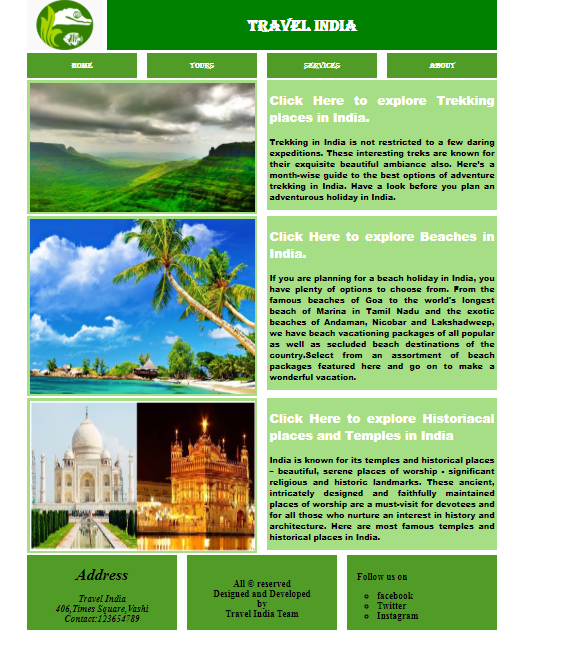 TRAVEL INDIA
HOME
TOURS
SERVICES
ABOUT
Click Here to explore Trekking
places in India.
Trekking in India is not restricted to a few daring
expeditions. These interesting treks are known for
their exquisite beautiful ambiance also. Here's a
month-wise guide to the best options of adventure
trekking in India. Have a look before you plan an
adventurous holiday in India.
Click Here to explore Beaches in
India.
If you are planning for a beach holiday in India, you
have plenty of options to choose from. From the
famous beaches of Goa to the world's longest
beach of Marina in Tamil Nadu and the exotic
beaches of Andaman, Nicobar and Lakshadweep,
we have beach vacationing packages of all popular
as well as secluded beach destinations of the
country.Select from an assortment of beach
packages featured here and go on to make a
wonderful vacation.
Click Here to explore Historiacal
places and Temples in India
India is known for its temples and historical places
– beautiful, serene places of worship - significant
religious and historic landmarks. These ancient,
intricately designed and faithfully maintained
places of worship are a must-visit for devotees and
for all those who nurture an interest in history and
architecture. Here are most famous temples and
historical places in India.
Address
Travel India
406,Times Square,Vashi
Contact:123654789
All © reserved
Designed and Developed
by
Travel India Team
Follow us on
facebook
Twitter
Instagram